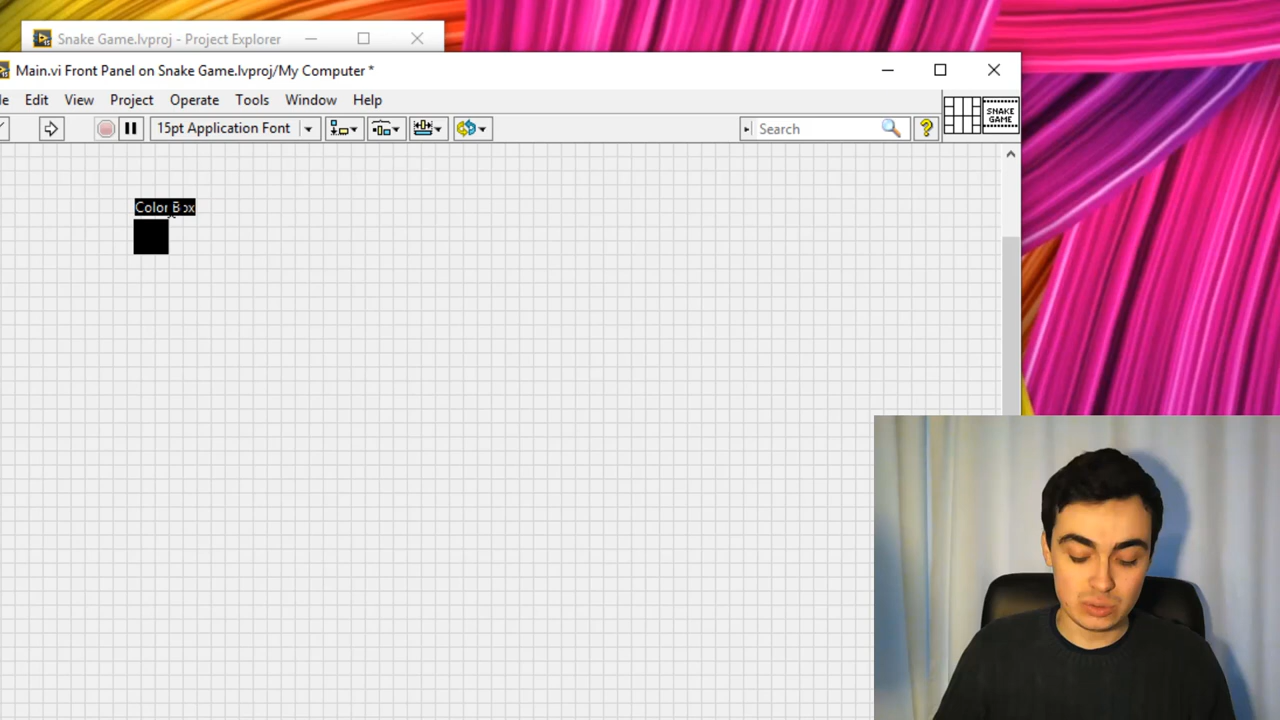 Snake Game.lvproj - Project Explorer
Main.vi Front Panel on Snake Game.lvproj/My Computer *
Edit View Project Operate Tools Window Help
15pt Application Font
Search
?
SNAKE
GAME
Color Box